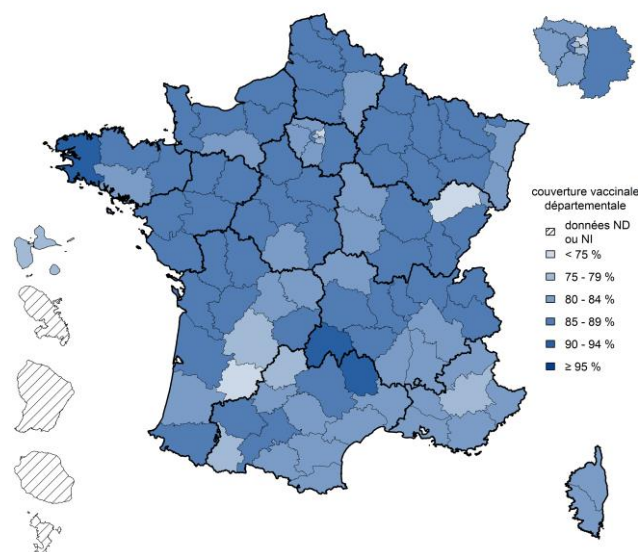 couverture vaccinale
départementale
données ND
ou NI
< 75 %
75 - 79 %
80 - 84 %
85 - 89 %
90 - 94 %
≥ 95 %